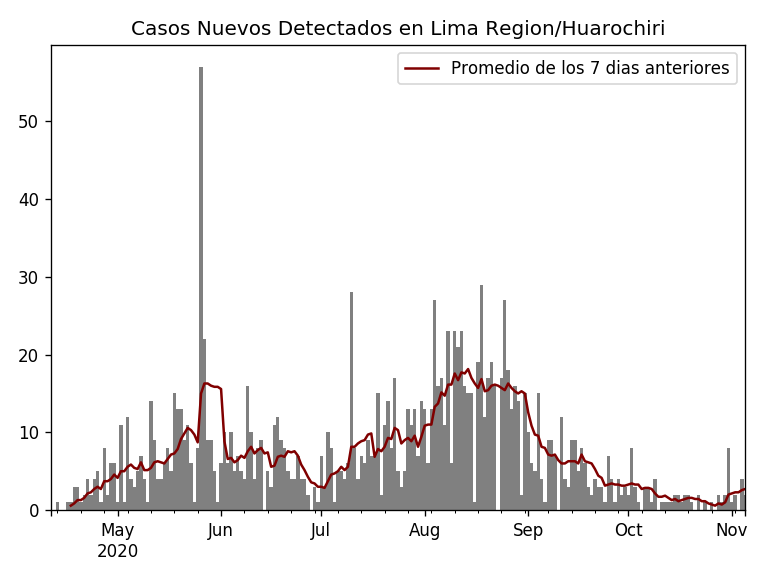 Casos Nuevos Detectados en Lima Region/Huarochiri
Promedio de los 7 dias anteriores
50
40
30
20
10
0
May Jun Jul Aug Sep Oct Nov
2020